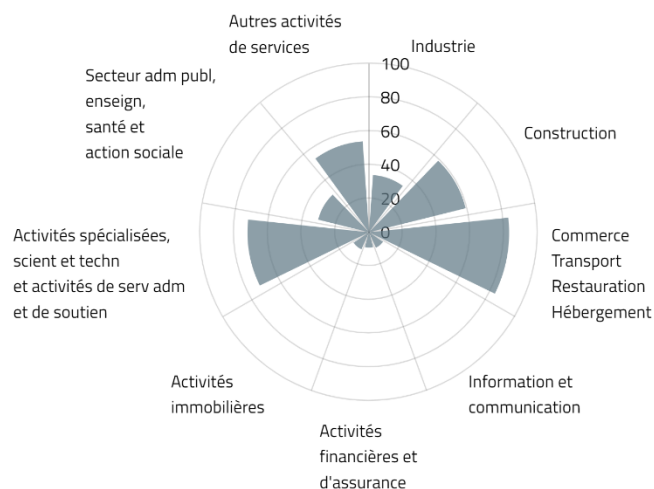 Autres activités
de services
Industrie
100
80
60
40
20
0
Construction
Commerce
Transport
Restauration
Hébergement
Information et
communication
Activités
financières et
d'assurance
Activités
immobilières
Activités spécialisées,
scient et techn
et activités de serv adm
et de soutien
Secteur adm publ,
enseign,
santé et
action sociale